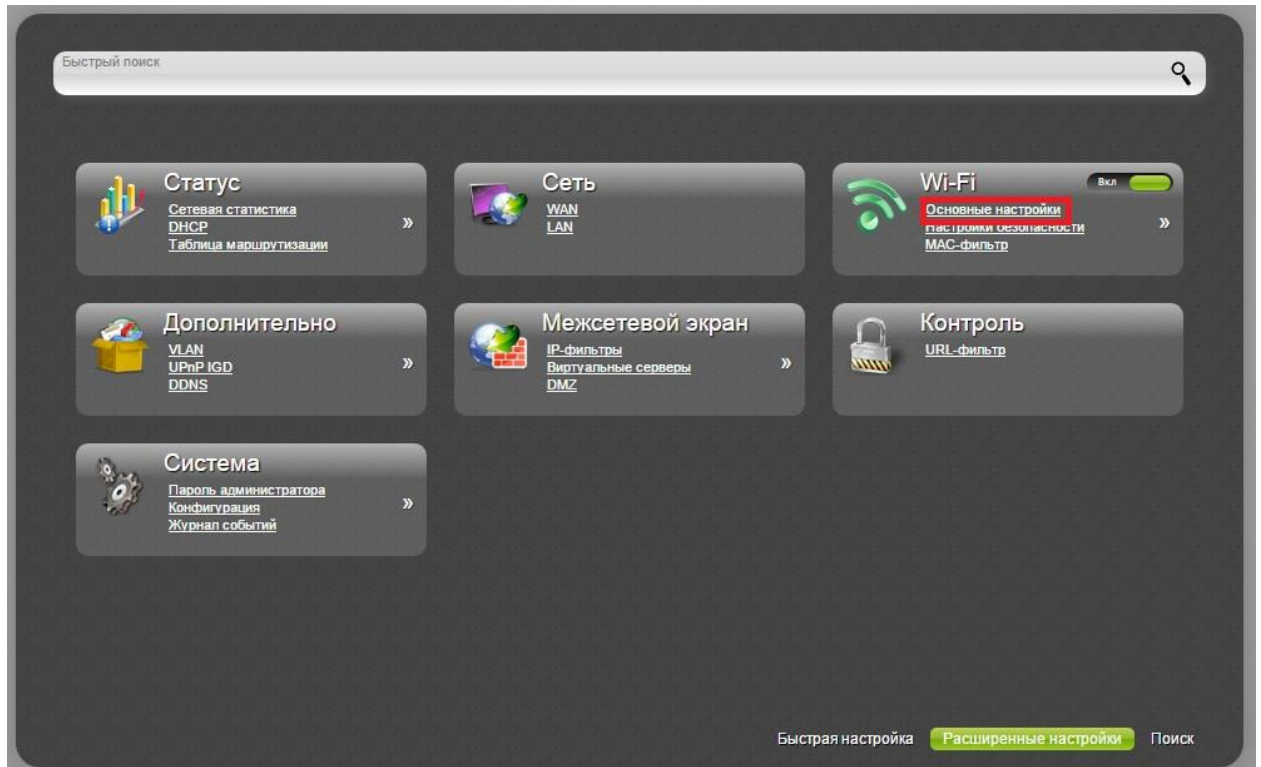 Быстрый поиск
Статус
Сетевая статистика
DHCP
Таблица маршрутизации
»
Сеть
WAN
LAN
Wi-Fi
Вкл
Основные настройки
Настройки безопасности
MAC-фильтр
»
Дополнительно
VLAN
UPnP IGD
DDNS
»
Межсетевой экран
IP-фильтры
Виртуальные серверы
DMZ
»
Контроль
URL-фильтр
Система
Пароль администратора
Конфигурация
Журнал событий
»
Быстрая настройка Расширенные настройки Поиск